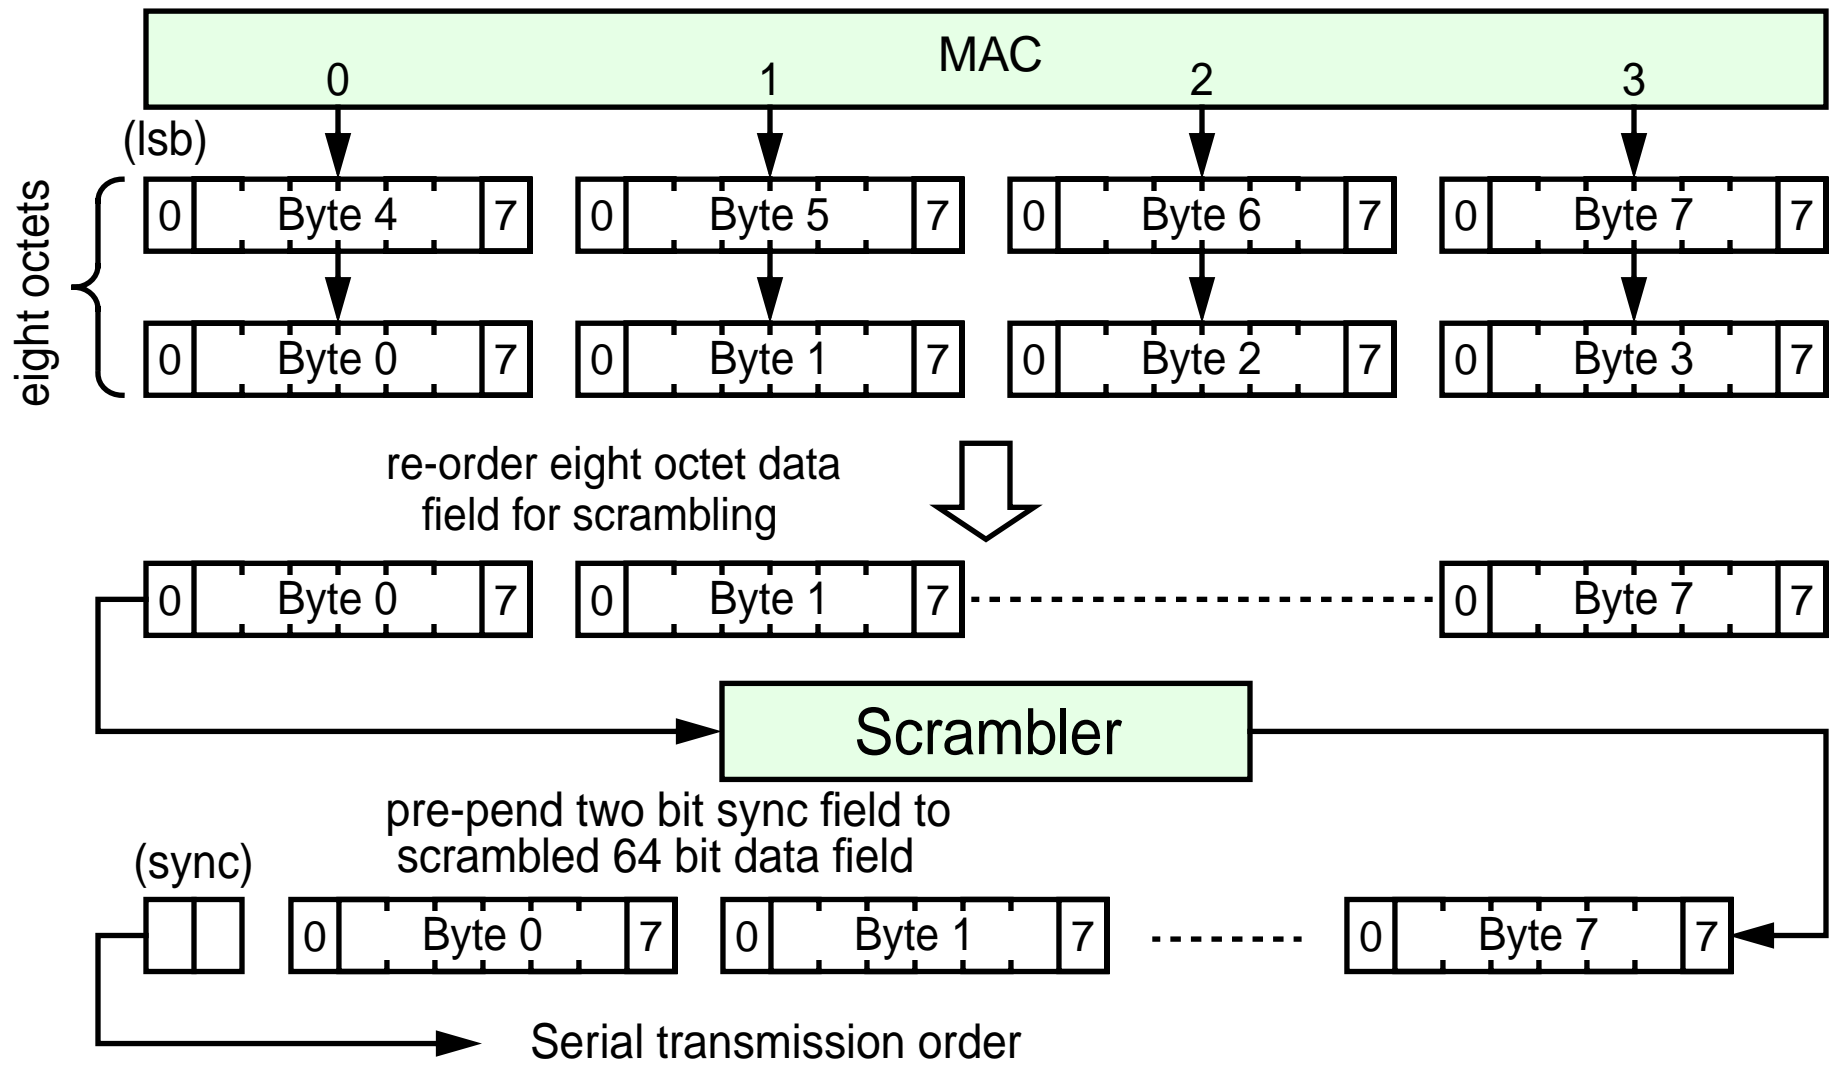 MAC
0 1 2 3
(lsb)
eight octets
0 Byte 4 7 0 Byte 5 7 0 Byte 6 7 0 Byte 7 7
0 Byte 0 7 0 Byte 1 7 0 Byte 2 7 0 Byte 3 7
re-order eight octet data
field for scrambling
0 Byte 0 7 0 Byte 1 7 0 Byte 7 7
Scrambler
pre-pend two bit sync field to
scrambled 64 bit data field
(sync)
0 Byte 0 7 0 Byte 1 7 0 Byte 7 7
Serial transmission order